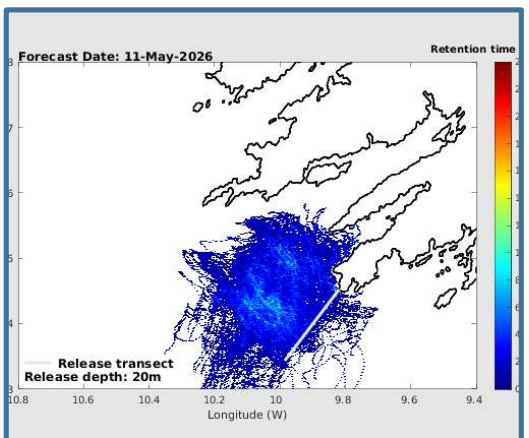 Forecast Date: 11-May-2026
Retention time
Release transect
Release depth: 20m
10.8 10.6 10.4 10.2 10 9.8 9.6 9.4
Longitude (W)